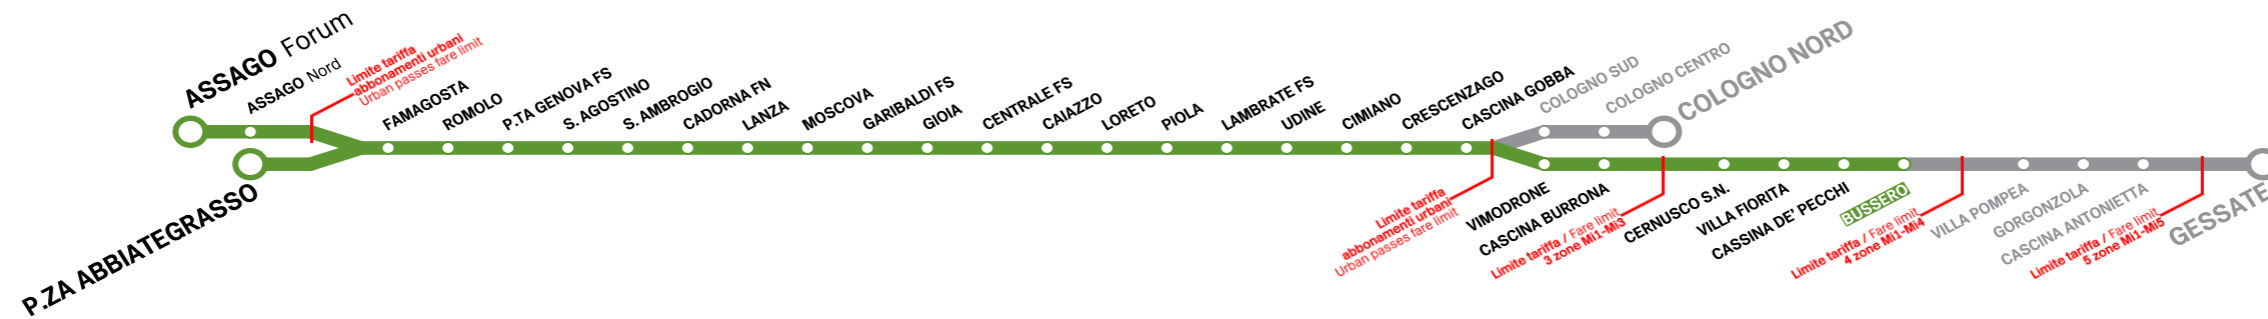 ASSAGO Forum
ASSAGO Nord
P.ZA ABBIATEGRASSO
Limite tariffa
abbonamenti urbani
Urban passes fare limit
FAMAGOSTA
ROMOLO
P.TA GENOVA FS
S. AGOSTINO
S. AMBROGIO
CADORNA FN
LANZA
MOSCOVA
GARIBALDI FS
GIOIA
CENTRALE FS
CAIAZZO
LORETO
PIOLA
LAMBRATE FS
UDINE
CIMIANO
CRESCENZAGO
CASCINA GOBBA
COLOGNO SUD
COLOGNO CENTRO
COLOGNO NORD
Limite tariffa
abbonamenti urbani
Urban passes fare limit
VIMODRONE
CASCINA BURRONA
Limite tariffa / Fare limit
3 zone Mi1-Mi3
CERNUSCO S.N.
VILLA FIORITA
CASSINA DE' PECCHI
BUSSERO
Limite tariffa / Fare limit
4 zone Mi1-Mi4
VILLA POMPEA
GORGONZOLA
CASCINA ANTONIETTA
Limite tariffa / Fare limit
5 zone Mi1-Mi5
GESSATE